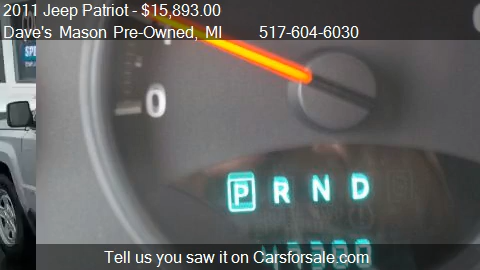 2011 Jeep Patriot - $15,893.00
Dave's Mason Pre-Owned, MI 517-604-6030
0
P R N D
Tell us you saw it on Carsforsale.com